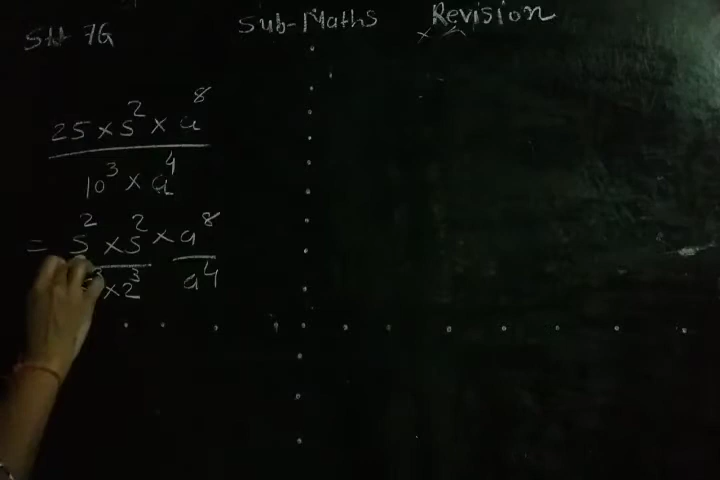 Std 7G Sub-Maths Revision
25 × 5² × a⁸
10³ × a⁴
= 5² × 5² × a⁸
× 2³ a⁴